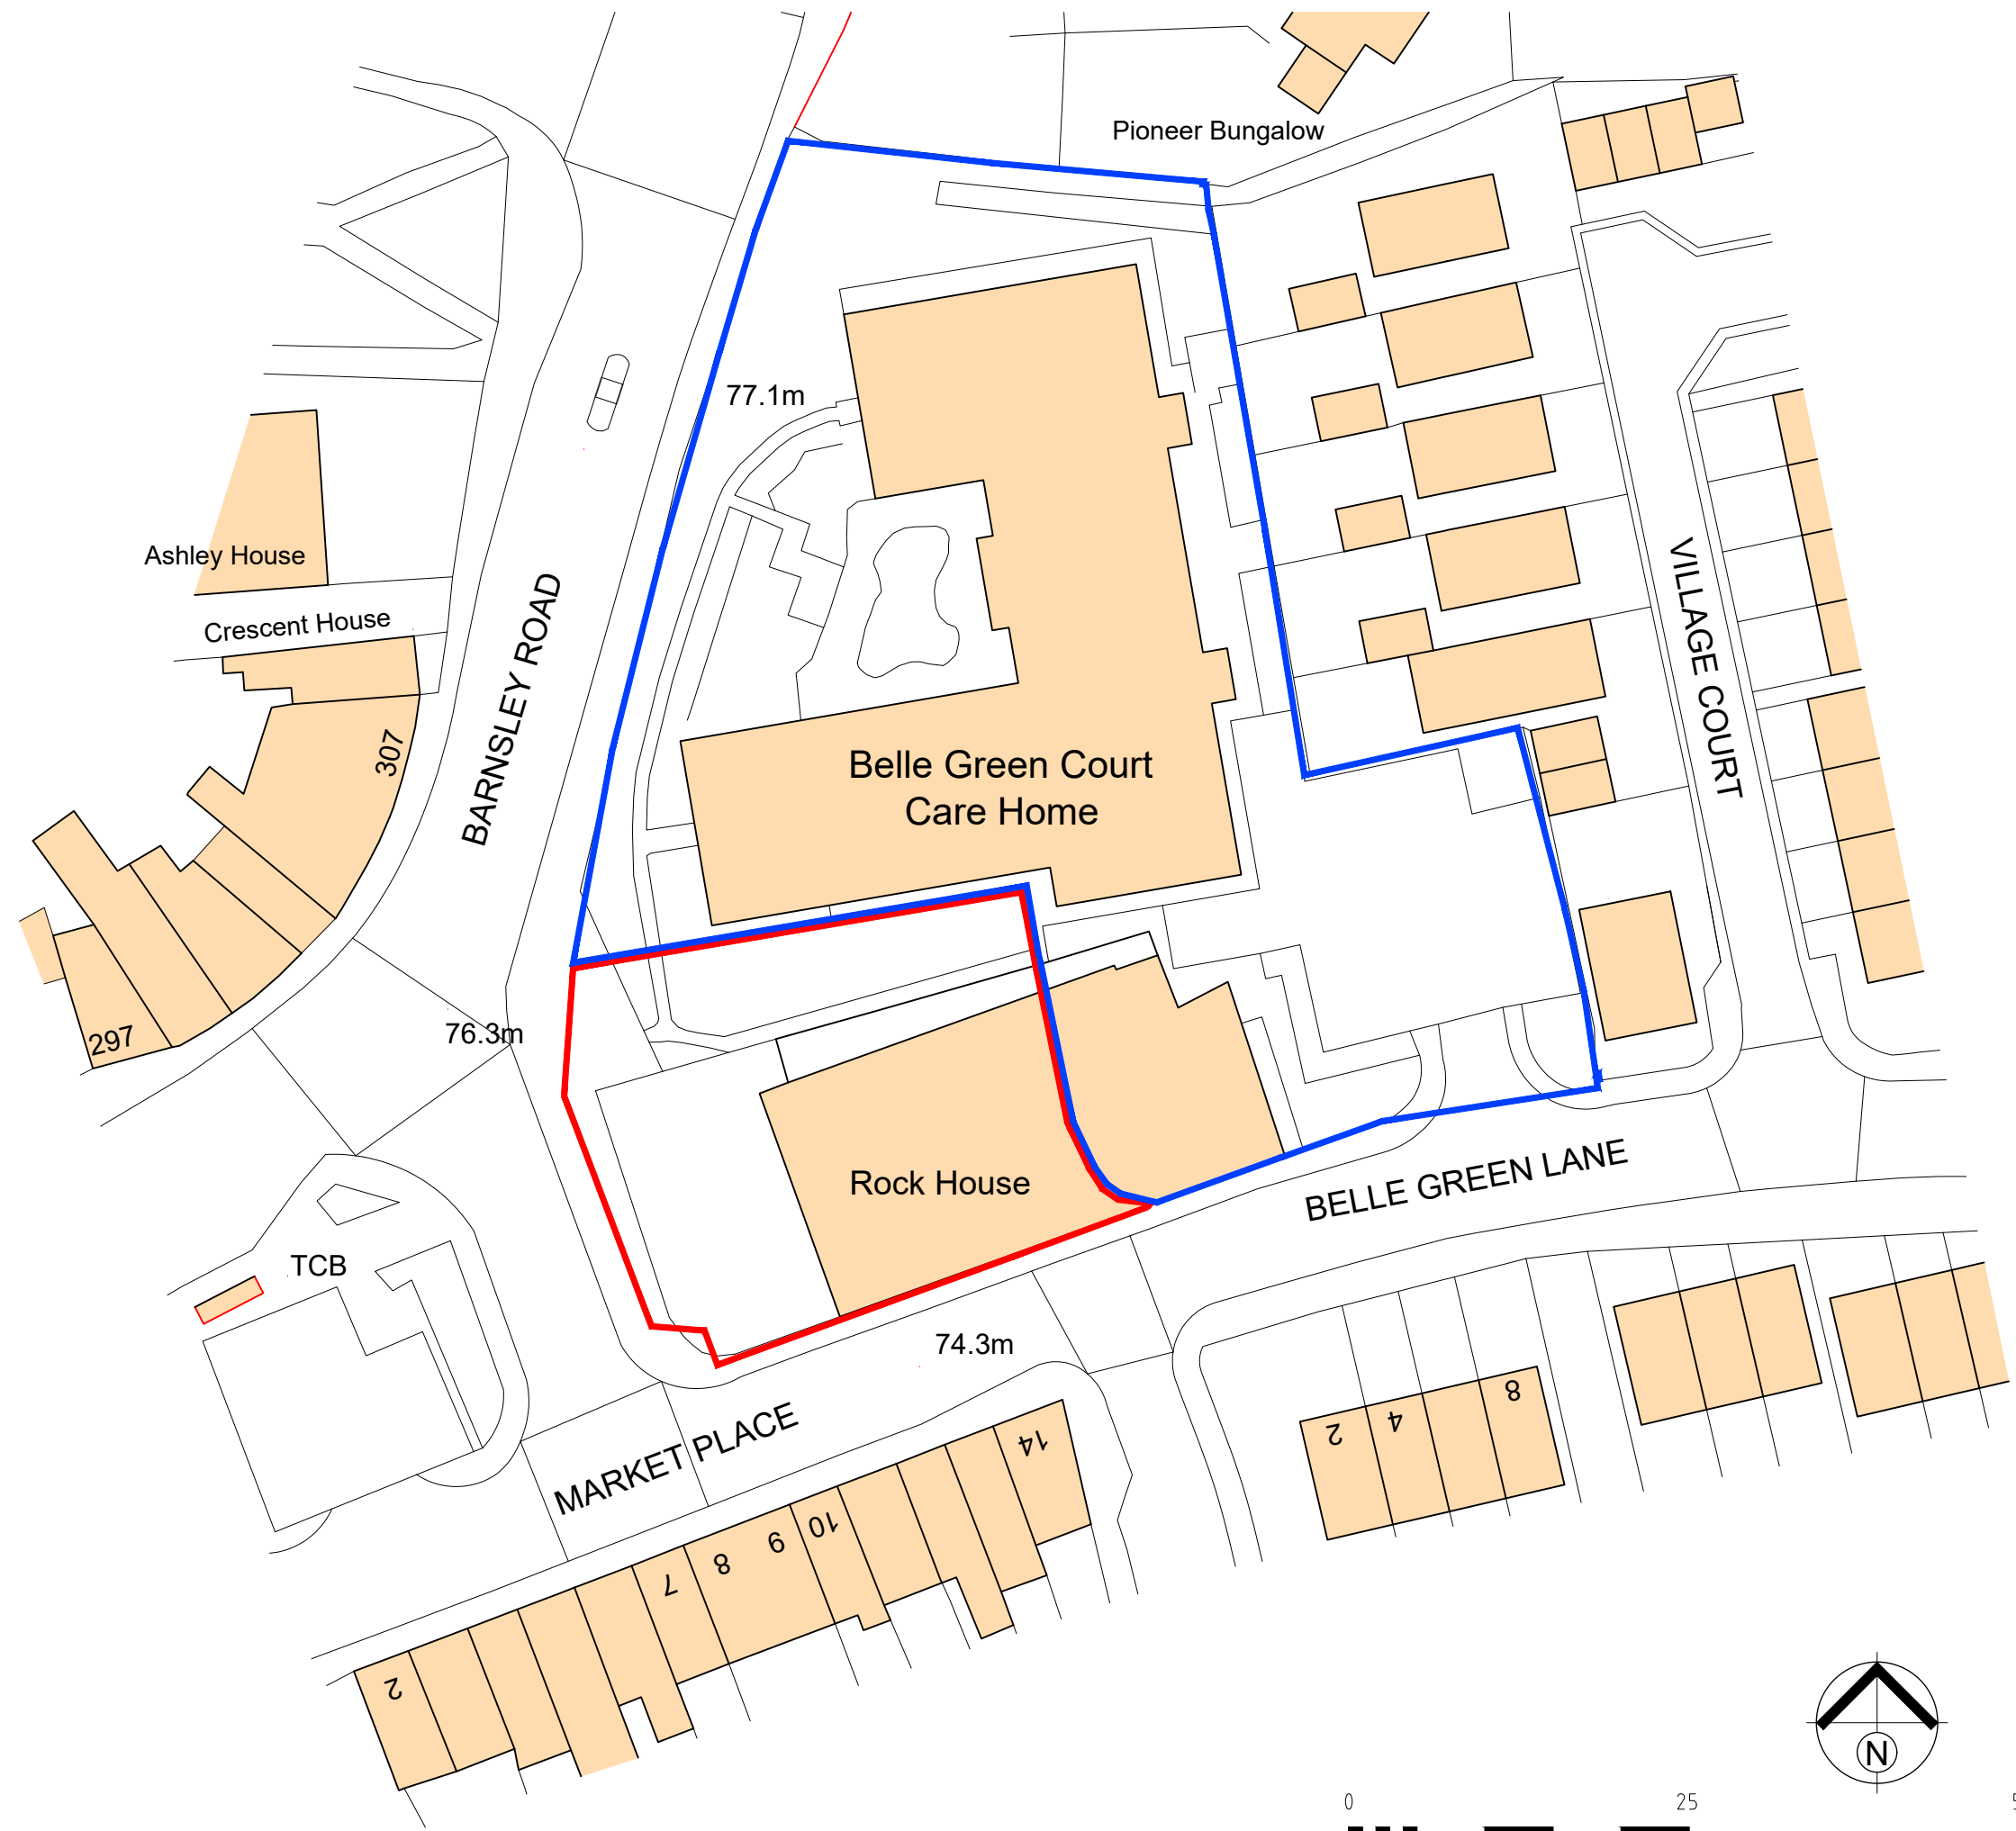 Pioneer Bungalow
77.1m
Ashley House
Crescent House
BARNSLEY ROAD
VILLAGE COURT
307
Belle Green Court
Care Home
297
76.3m
Rock House
BELLE GREEN LANE
TCB
74.3m
MARKET PLACE
2
4
8
14
10
9
8
7
2
N
0
25